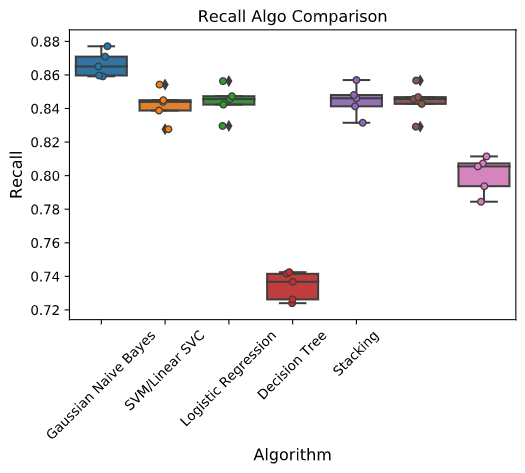 Recall Algo Comparison
0.88
0.86
0.84
0.82
0.80
0.78
0.76
0.74
0.72
Recall
Gaussian Naive Bayes
SVM/Linear SVC
Logistic Regression
Decision Tree
Stacking
Algorithm